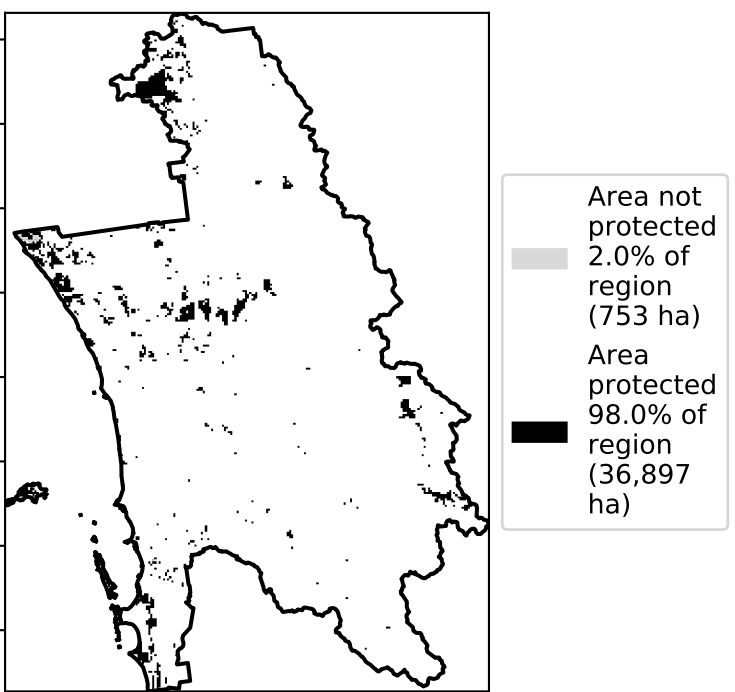 Area not
protected
2.0% of
region
(753 ha)
Area
protected
98.0% of
region
(36,897
ha)